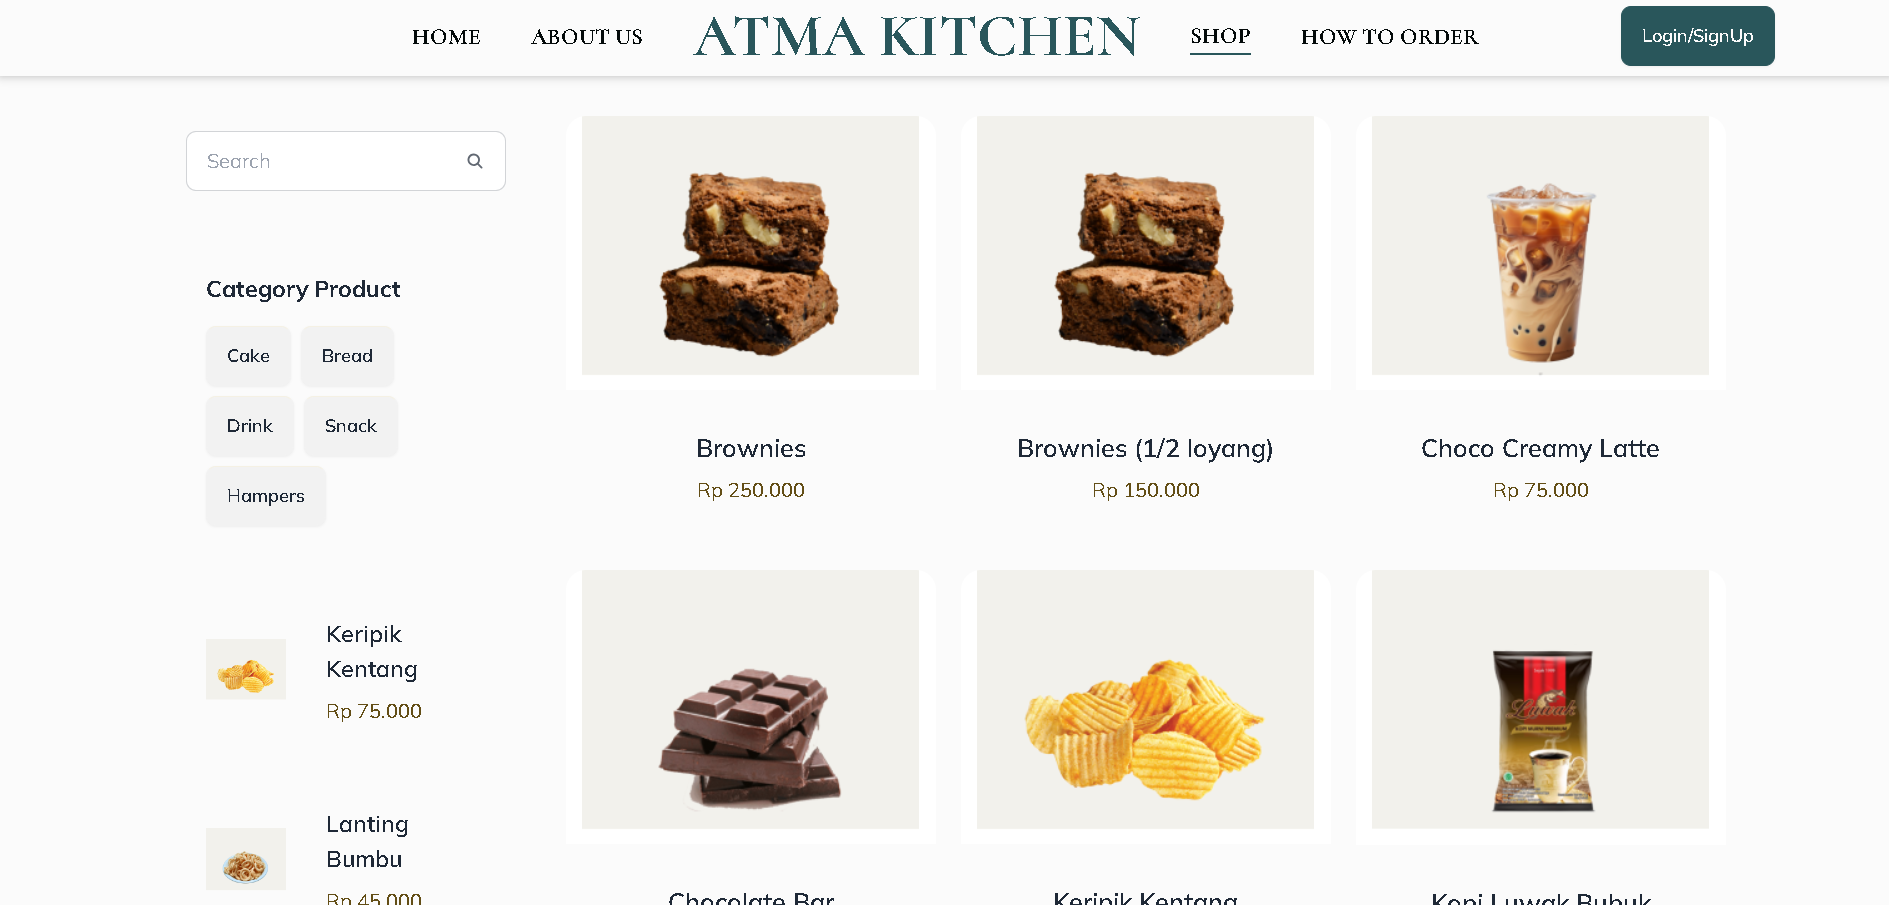 HOME
ABOUT US
ATMA KITCHEN
SHOP
HOW TO ORDER
Login/SignUp
Search
Category Product
Cake
Bread
Drink
Snack
Hampers
Keripik
Kentang
Rp 75.000
Lanting
Bumbu
Rp 45.000
Brownies
Rp 250.000
Brownies (1/2 loyang)
Rp 150.000
Choco Creamy Latte
Rp 75.000
Luwak
Chocolate Bar
Keripik Kentang
Kopi Luwak Bubuk